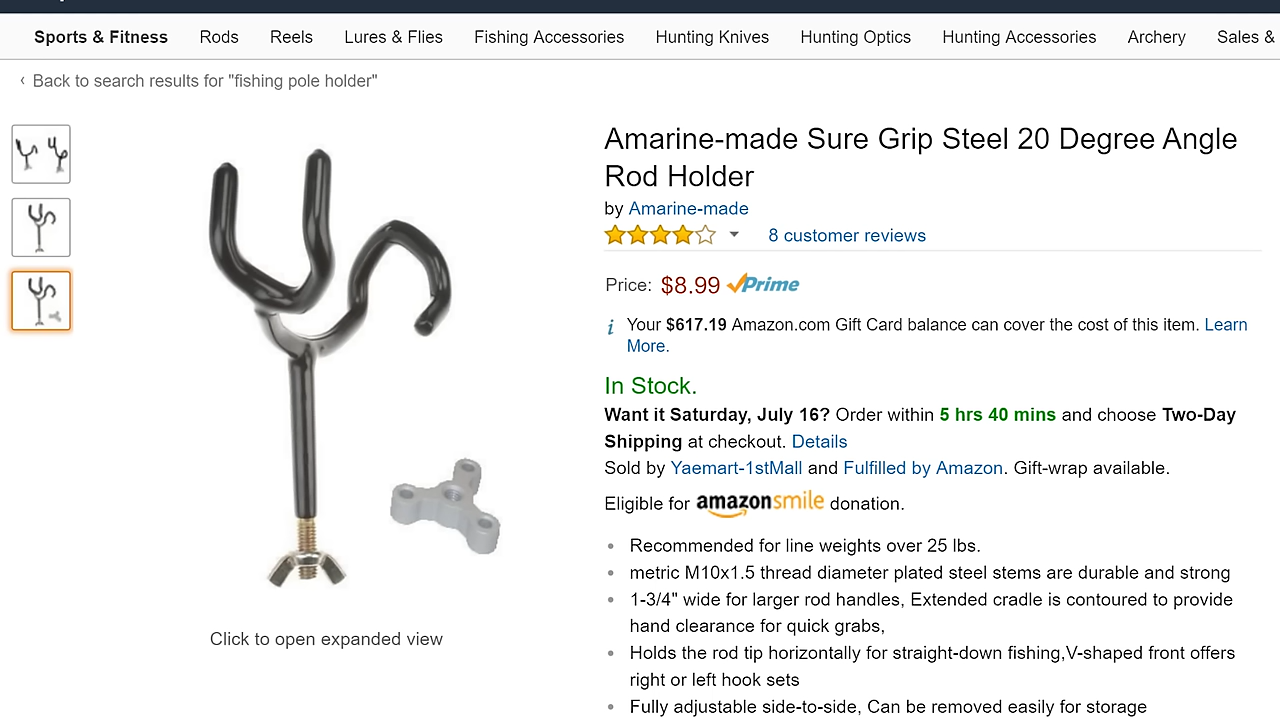 Sports & Fitness Rods Reels Lures & Flies Fishing Accessories Hunting Knives Hunting Optics Hunting Accessories Archery Sales &
‹ Back to search results for "fishing pole holder"
Amarine-made Sure Grip Steel 20 Degree Angle
Rod Holder
by Amarine-made
8 customer reviews
Price: $8.99 Prime
i Your $617.19 Amazon.com Gift Card balance can cover the cost of this item. Learn
More.
In Stock.
Want it Saturday, July 16? Order within 5 hrs 40 mins and choose Two-Day
Shipping at checkout. Details
Sold by Yaemart-1stMall and Fulfilled by Amazon. Gift-wrap available.
Eligible for amazonsmile donation.
• Recommended for line weights over 25 lbs.
• metric M10x1.5 thread diameter plated steel stems are durable and strong
• 1-3/4" wide for larger rod handles, Extended cradle is contoured to provide
hand clearance for quick grabs,
• Holds the rod tip horizontally for straight-down fishing,V-shaped front offers
right or left hook sets
• Fully adjustable side-to-side, Can be removed easily for storage
Click to open expanded view